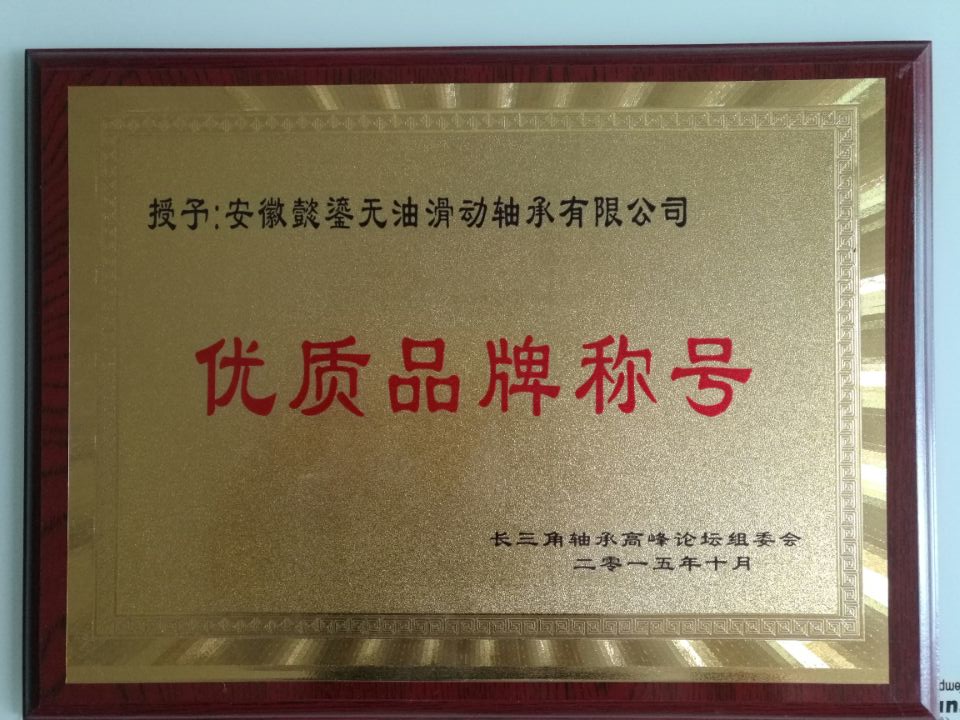 授予:安徽懿鎏无油滑动轴承有限公司
优质品牌称号
长三角轴承高峰论坛组委会
二零一五年十月